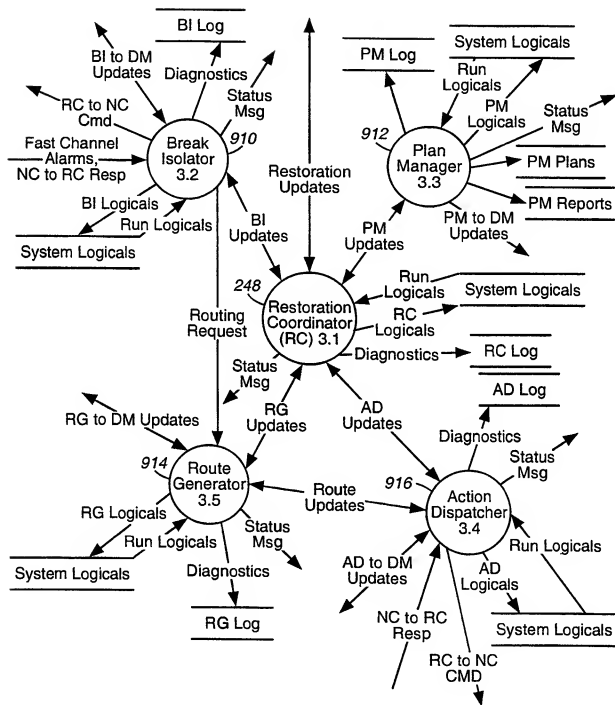 BI Log
BI to DM
Updates
Diagnostics
Status
Msg
RC to NC
Cmd
Fast Channel
Alarms,
NC to RC Resp
Break
Isolator
3.2
910
BI Logicals
Run Logicals
System Logicals
BI
Updates
Restoration
Updates
PM Log
System Logicals
Run
Logicals
PM
Logicals
Status
Msg
912
Plan
Manager
3.3
PM Plans
PM Reports
PM to DM
Updates
PM
Updates
248
Restoration
Coordinator
(RC) 3.1
Run
Logicals
RC
Logicals
System Logicals
Diagnostics
RC Log
Routing
Request
Status
Msg
RG
Updates
AD
Updates
AD Log
Diagnostics
Status
Msg
RG to DM Updates
914
Route
Generator
3.5
Route
Updates
916
Action
Dispatcher
3.4
RG Logicals
Run Logicals
System Logicals
Status
Msg
Diagnostics
RG Log
AD to DM
Updates
NC to RC
Resp
AD
Logicals
Run Logicals
System Logicals
RC to NC
CMD